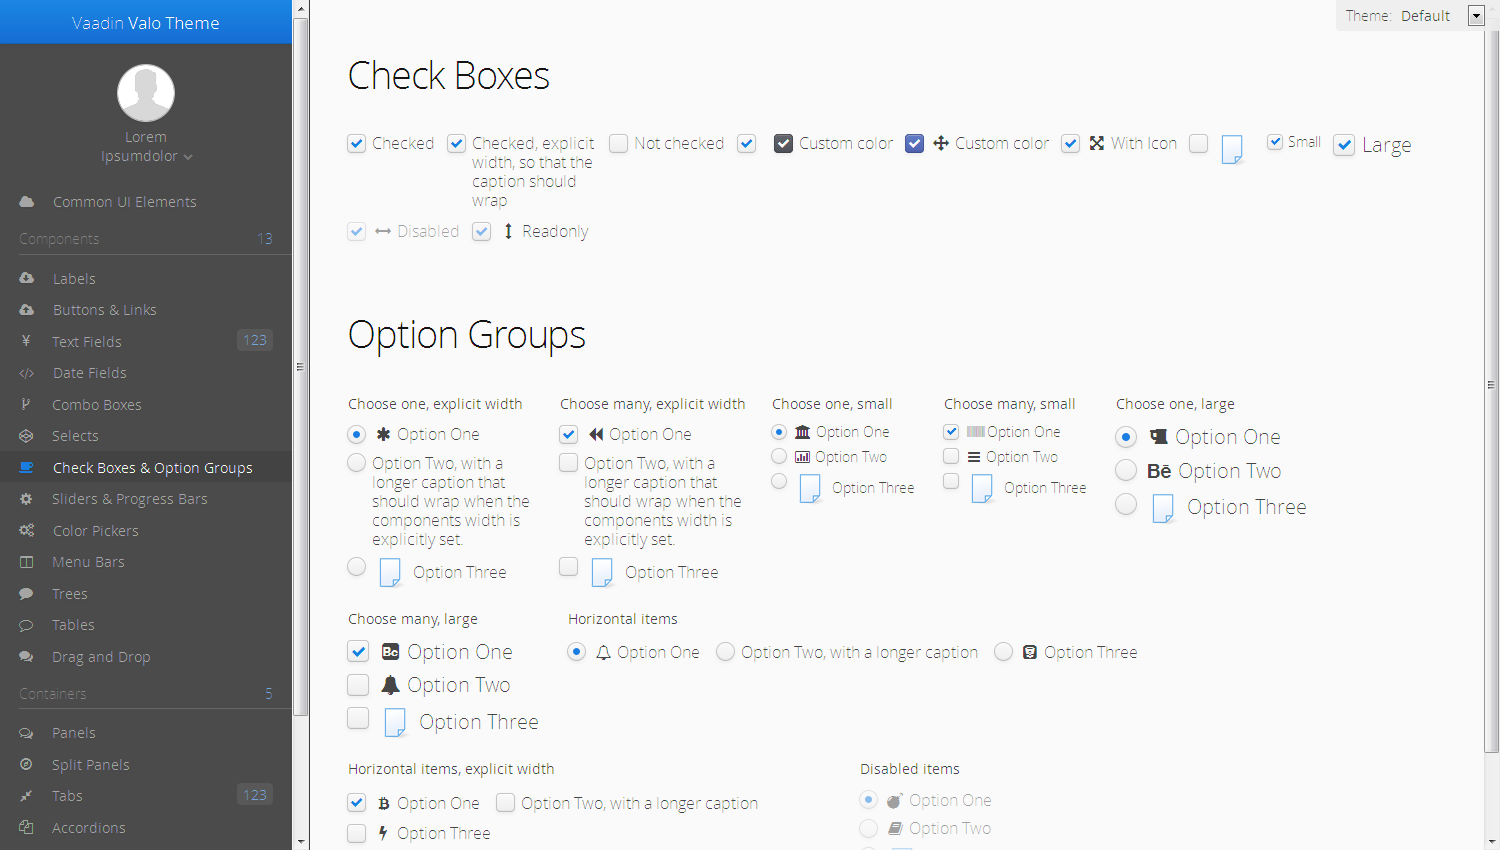 Vaadin Valo Theme
Lorem
Ipsumdolor
Common UI Elements
Components 13
Labels
Buttons & Links
Text Fields 123
Date Fields
Combo Boxes
Selects
Check Boxes & Option Groups
Sliders & Progress Bars
Color Pickers
Menu Bars
Trees
Tables
Drag and Drop
Containers 5
Panels
Split Panels
Tabs 123
Accordions
Theme: Default
Check Boxes
Checked
Checked, explicit
width, so that the
caption should
wrap
Not checked
Custom color
Custom color
With Icon
Small
Large
Disabled
Readonly
Option Groups
Choose one, explicit width
Option One
Option Two, with a
longer caption that
should wrap when the
components width is
explicitly set.
Option Three
Choose many, explicit width
Option One
Option Two, with a
longer caption that
should wrap when the
components width is
explicitly set.
Option Three
Choose one, small
Option One
Option Two
Option Three
Choose many, small
Option One
Option Two
Option Three
Choose one, large
Option One
Option Two
Option Three
Choose many, large
Option One
Option Two
Option Three
Horizontal items
Option One Option Two, with a longer caption Option Three
Horizontal items, explicit width
Option One Option Two, with a longer caption
Option Three
Disabled items
Option One
Option Two